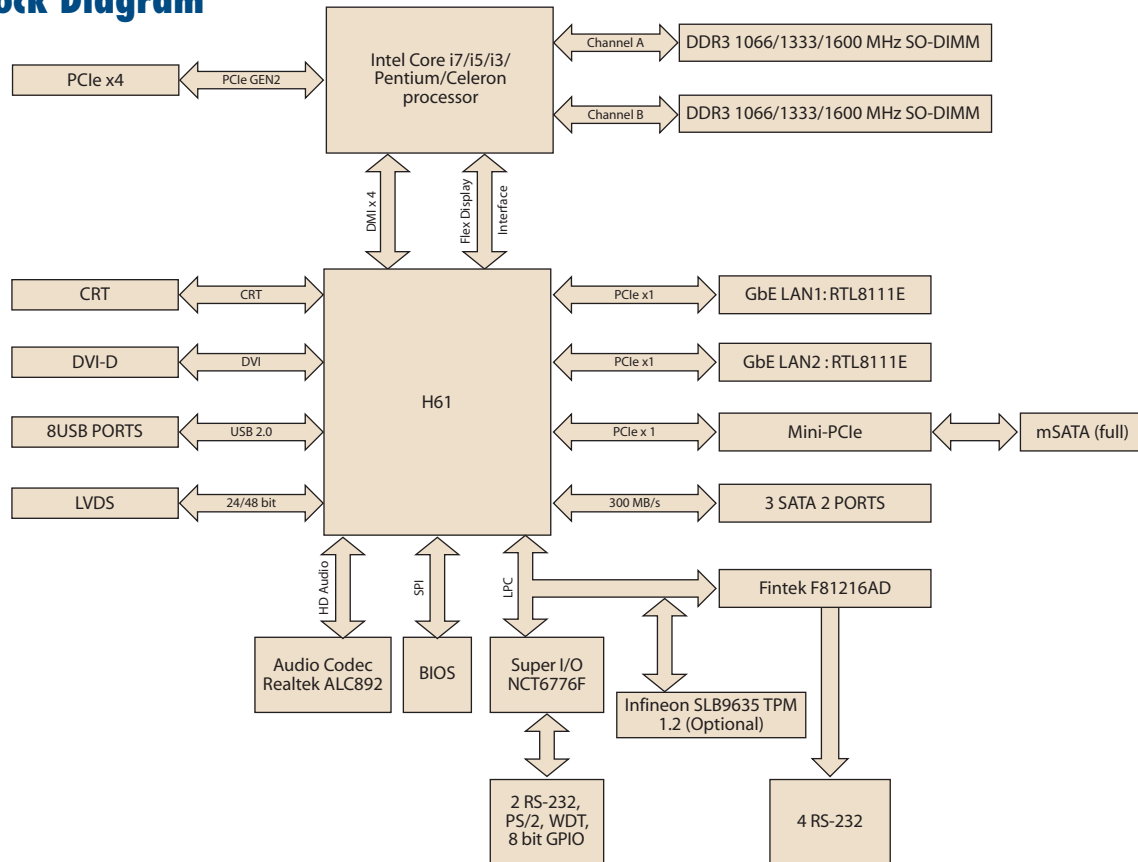 ock Diagram
Intel Core i7/i5/i3/
Pentium/Celeron
processor
PCIe x4
PCIe GEN2
Channel A
DDR3 1066/1333/1600 MHz SO-DIMM
Channel B
DDR3 1066/1333/1600 MHz SO-DIMM
DMI x 4
Flex Display
Interface
H61
CRT
CRT
DVI-D
DVI
8USB PORTS
USB 2.0
LVDS
24/48 bit
PCIe x1
GbE LAN1: RTL8111E
PCIe x1
GbE LAN2 : RTL8111E
PCIe x 1
Mini-PCIe
mSATA (full)
300 MB/s
3 SATA 2 PORTS
HD Audio
SPI
LPC
Fintek F81216AD
Audio Codec
Realtek ALC892
BIOS
Super I/O
NCT6776F
Infineon SLB9635 TPM
1.2 (Optional)
2 RS-232,
PS/2, WDT,
8 bit GPIO
4 RS-232